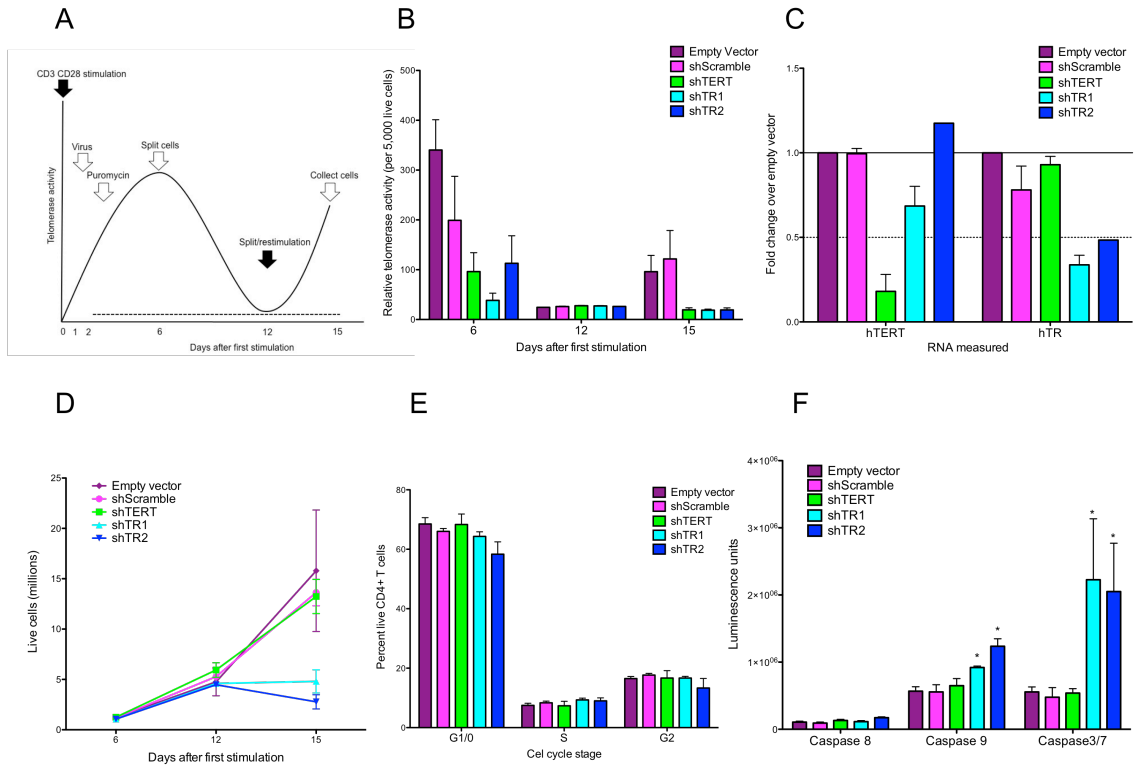 A
CD3 CD28 stimulation
Virus
Puromycin
Split cells
Collect cells
Split/restimulation
Telomerase activity
0 1 2 6 12 15
Days after first stimulation
B
Empty Vector
shScramble
shTERT
shTR1
shTR2
Relative telomerase activity (per 5,000 live cells)
500
400
300
200
100
0
6 12 15
Days after first stimulation
C
Empty vector
shScramble
shTERT
shTR1
shTR2
Fold change over empty vector
1.5
1.0
0.5
0.0
hTERT hTR
RNA measured
D
Empty vector
shScramble
shTERT
shTR1
shTR2
Live cells (millions)
25
20
15
10
5
0
6 12 15
Days after first stimulation
E
Empty vector
shScramble
shTERT
shTR1
shTR2
Percent live CD4+ T cells
80
60
40
20
0
G1/0 S G2
Cel cycle stage
F
Empty vector
shScramble
shTERT
shTR1
shTR2
Luminescence units
4×10⁰⁶
3×10⁰⁶
2×10⁰⁶
1×10⁰⁶
0
* * * *
Caspase 8 Caspase 9 Caspase3/7